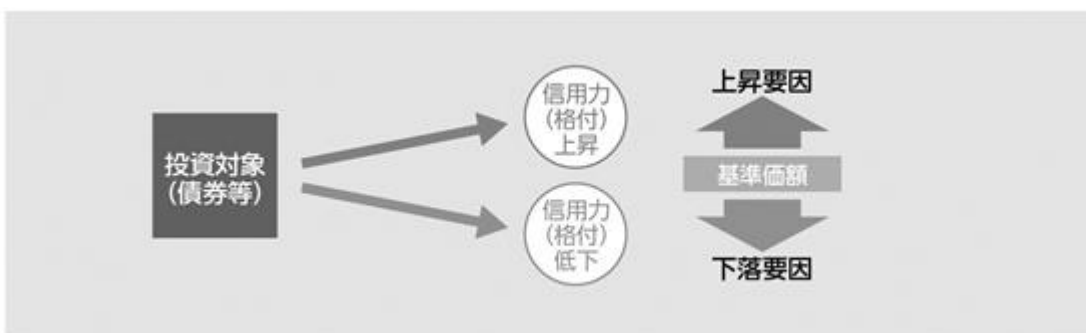 投資対象
(債券等)
信用力
(格付)
上昇
信用力
(格付)
低下
上昇要因
基準価額
下落要因